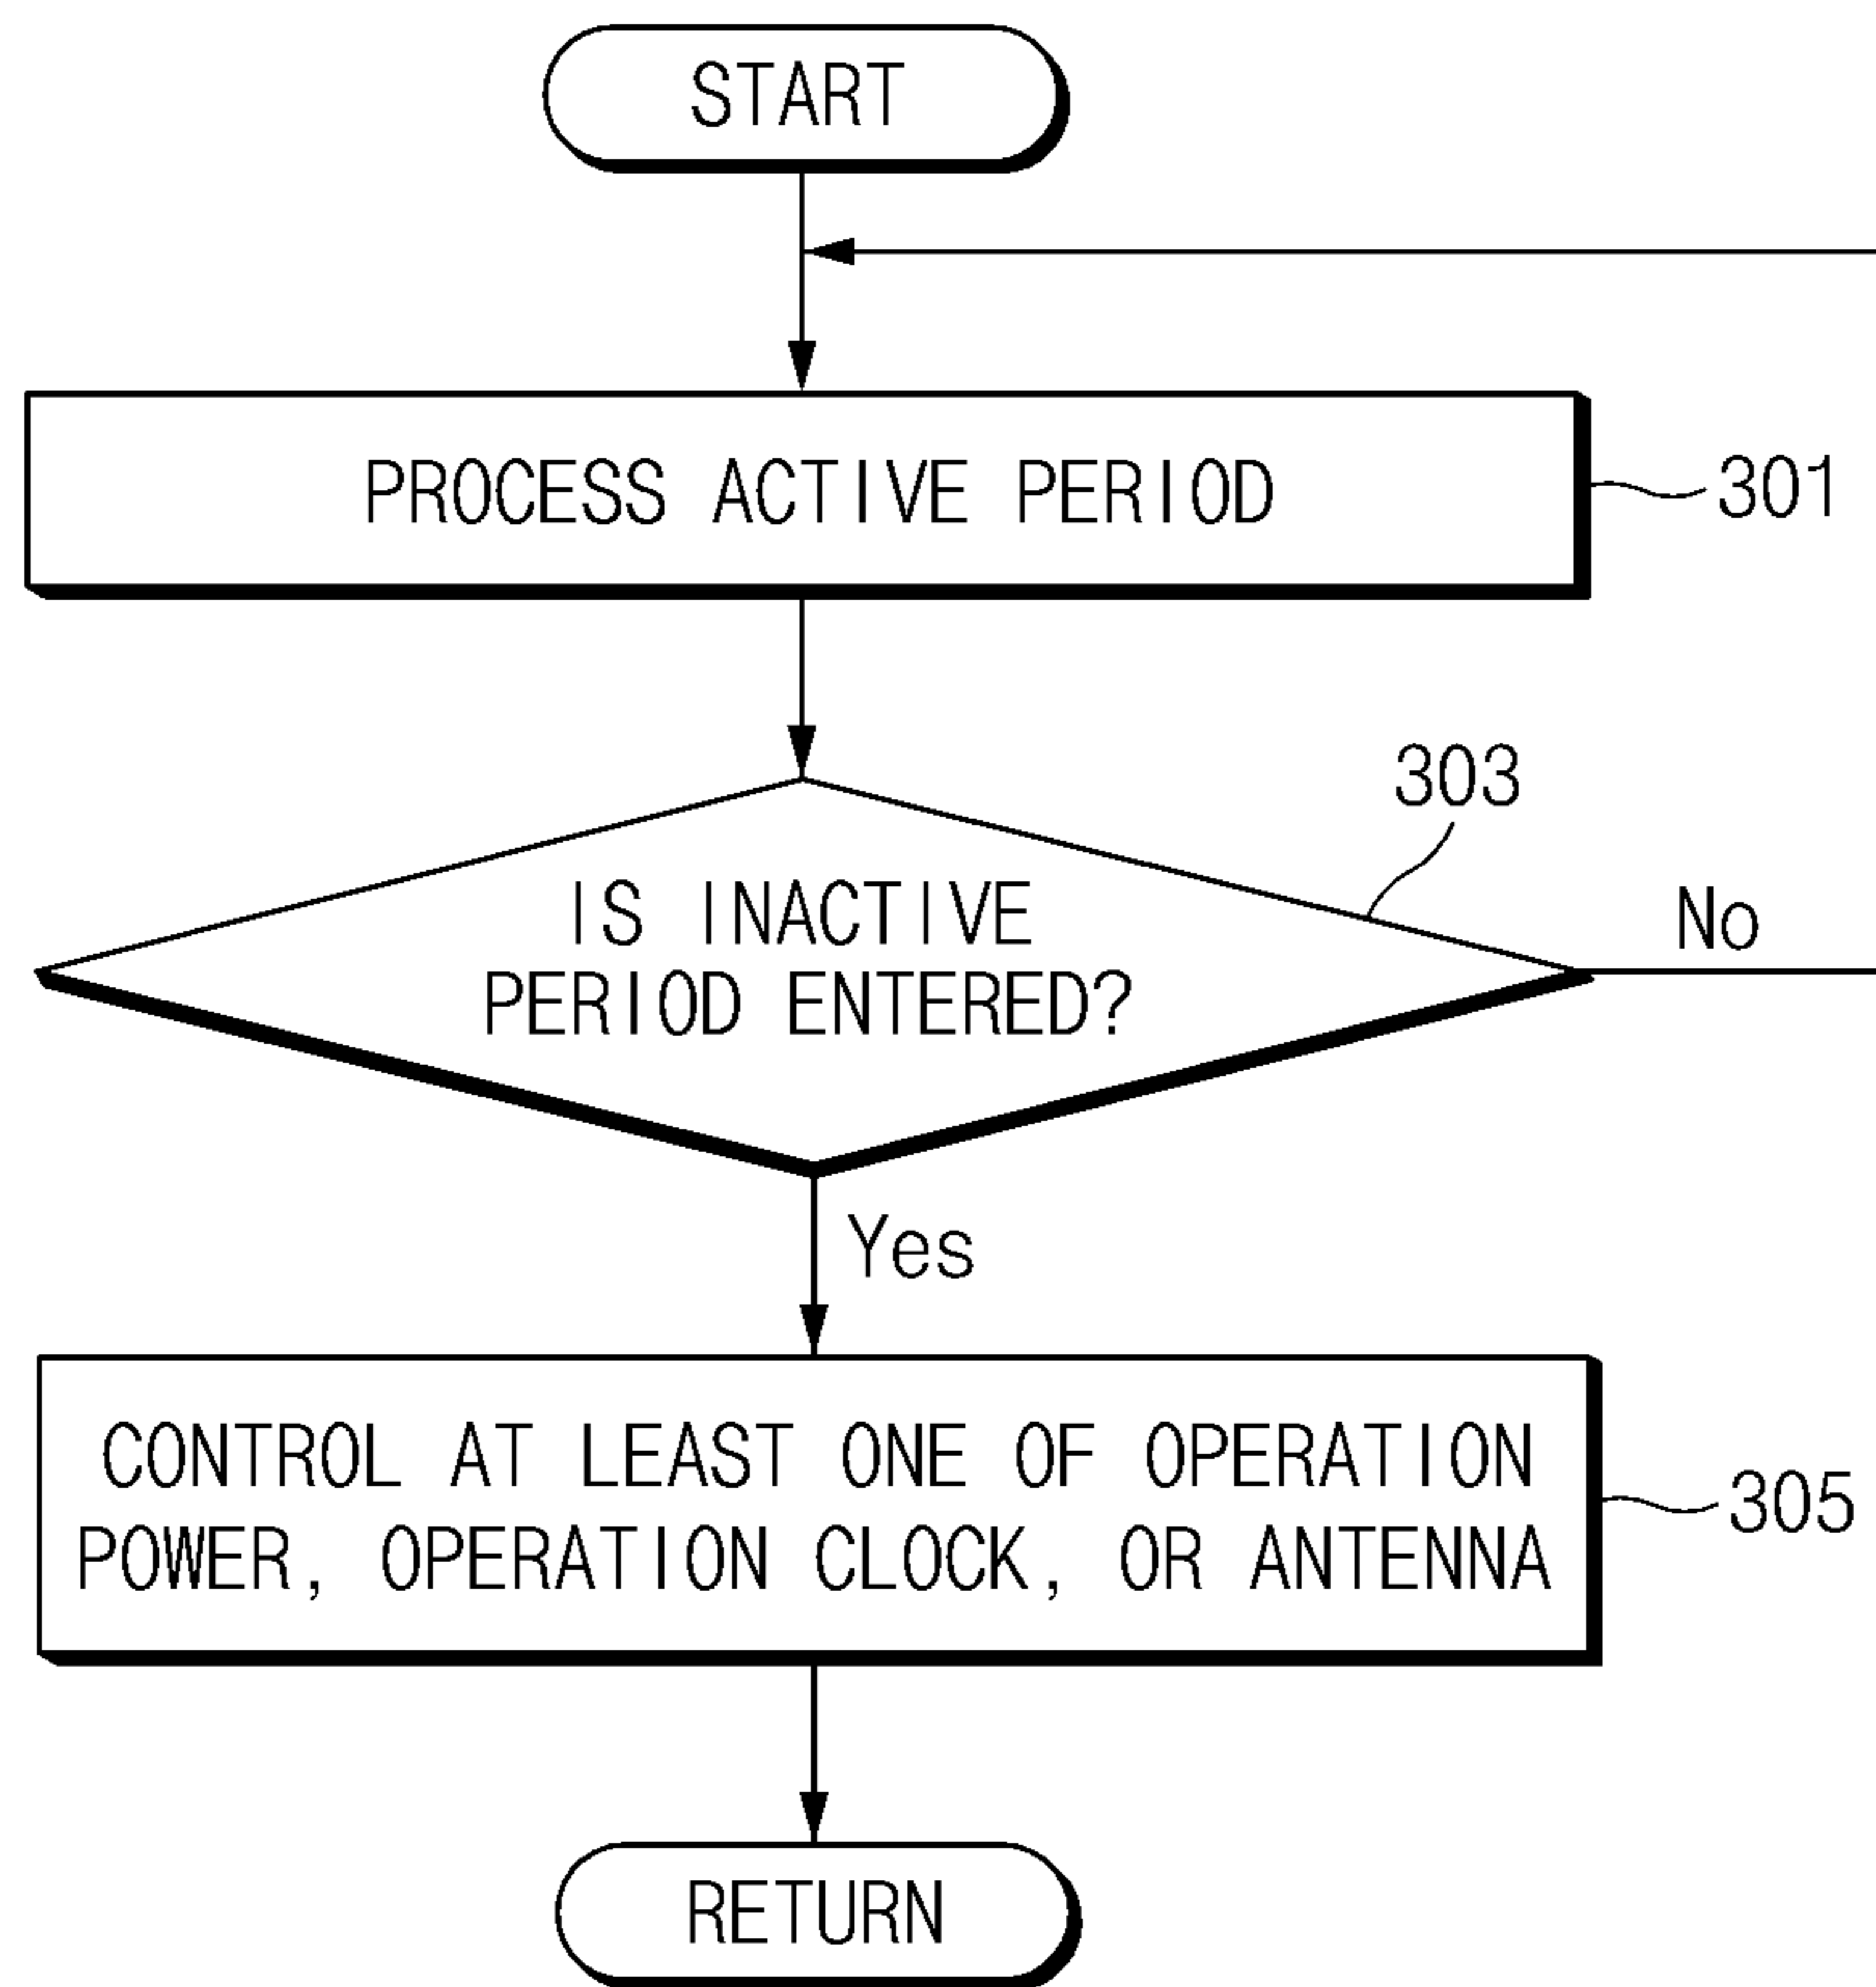 START
PROCESS ACTIVE PERIOD
301
303
IS INACTIVE
PERIOD ENTERED?
No
Yes
CONTROL AT LEAST ONE OF OPERATION
POWER, OPERATION CLOCK, OR ANTENNA
305
RETURN